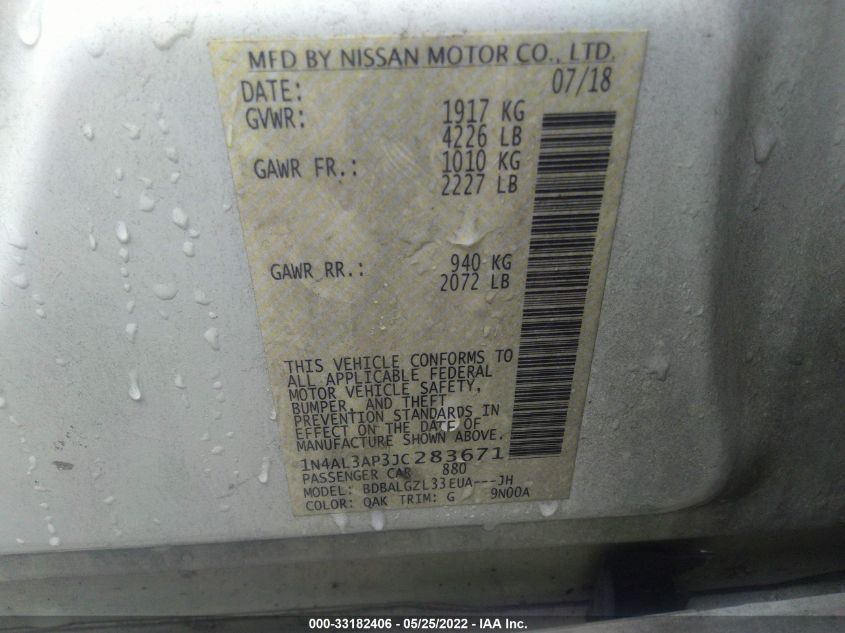 MFD BY NISSAN MOTOR CO., LTD.
DATE: 07/18
GVWR: 1917 KG
4226 LB
GAWR FR.: 1010 KG
2227 LB
GAWR RR.: 940 KG
2072 LB
THIS VEHICLE CONFORMS TO
ALL APPLICABLE FEDERAL
MOTOR VEHICLE SAFETY,
BUMPER, AND THEFT
PREVENTION STANDARDS IN
EFFECT ON THE DATE OF
MANUFACTURE SHOWN ABOVE.
1N4AL3AP3JC283671
PASSENGER CAR 880
MODEL: BDBALGZL33EUA---JH
COLOR: QAK TRIM: G 9N00A
000-33182406 - 05/25/2022 - IAA Inc.